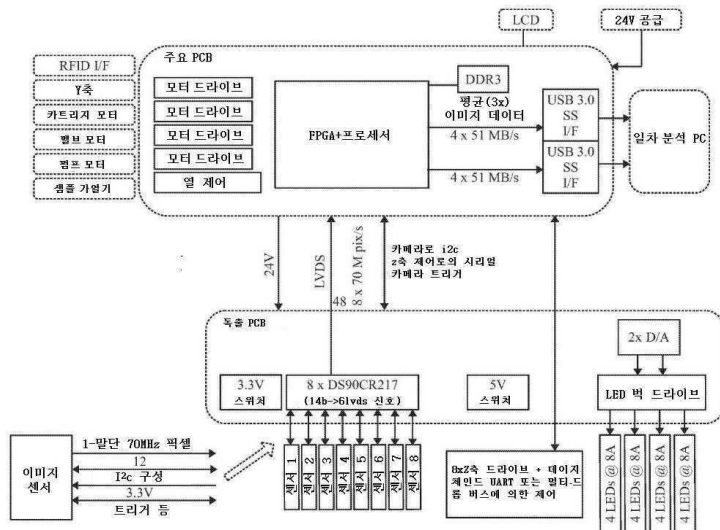 LCD
24V 공급
주요 PCB
RFID I/F
Y축
카트리지 모터
밸브 모터
펌프 모터
샘플 가열기
모터 드라이브
모터 드라이브
모터 드라이브
모터 드라이브
열 제어
FPGA+프로세서
DDR3
평균(3x)
이미지 데이터
4 x 51 MB/s
4 x 51 MB/s
USB 3.0
SS
I/F
USB 3.0
SS
I/F
일차 분석 PC
24V
LVDS
48
8 x 70 M pix/s
카메라로 i2c
z축 제어로의 시리얼
카메라 트리거
독출 PCB
3.3V
스위치
8 x DS90CR217
(14b->6lvds 신호)
5V
스위치
2x D/A
LED 벅 드라이브
이미지
센서
1-말단 70MHz 픽셀
12
I²c 구성
3.3V
트리거 등
센서 1
센서 2
센서 3
센서 4
센서 5
센서 6
센서 7
센서 8
8xZ축 드라이브 + 데이지
체인드 UART 또는 멀티-드
롭 버스에 의한 제어
4 LEDs @ 8A
4 LEDs @ 8A
4 LEDs @ 8A
4 LEDs @ 8A